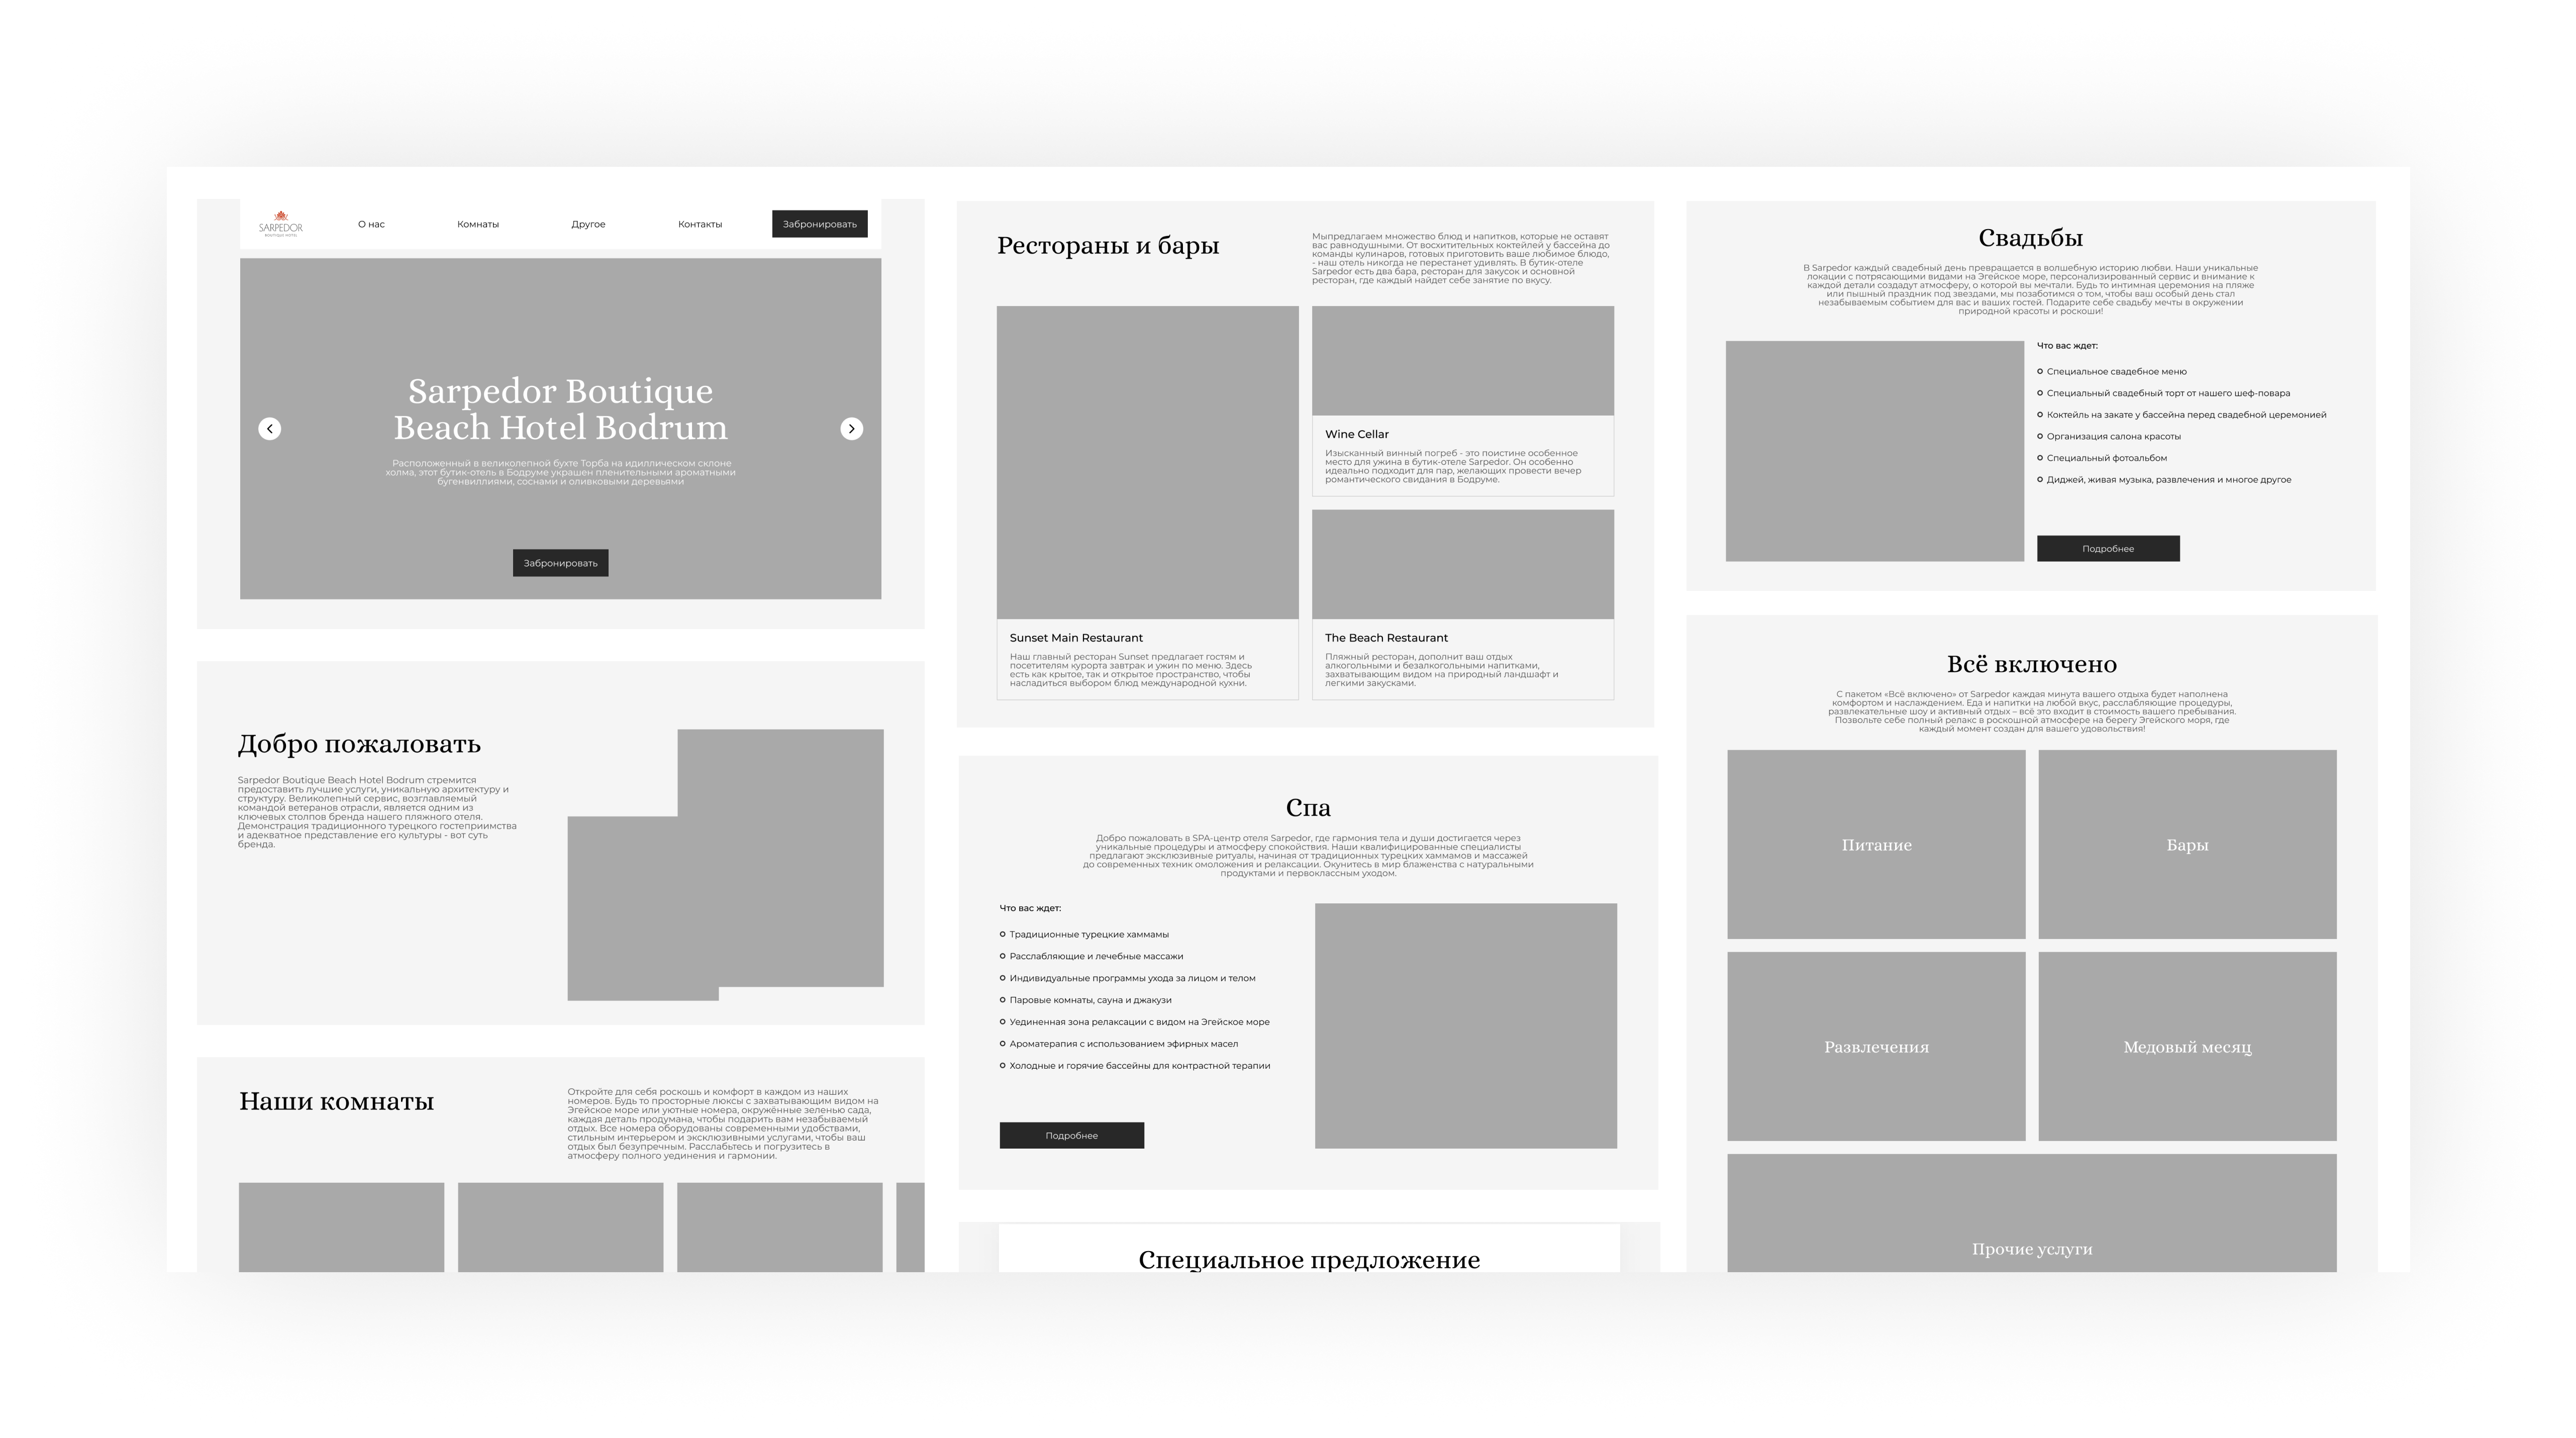 SARPEDOR
BOUTIQUE HOTEL
О нас
Комнаты
Другое
Контакты
Забронировать
Sarpedor Boutique
Beach Hotel Bodrum
Расположенный в великолепной бухте Торба на идиллическом склоне
холма, этот бутик-отель в Бодруме украшен пленительными ароматными
бугенвиллиями, соснами и оливковыми деревьями
Забронировать
Добро пожаловать
Sarpedor Boutique Beach Hotel Bodrum стремится
предоставить лучшие услуги, уникальную архитектуру и
структуру. Великолепный сервис, возглавляемый
командой ветеранов отрасли, является одним из
ключевых столпов бренда нашего пляжного отеля.
Демонстрация традиционного турецкого гостеприимства
и адекватное представление его культуры - вот суть
бренда.
Наши комнаты
Откройте для себя роскошь и комфорт в каждом из наших
номеров. Будь то просторные люксы с захватывающим видом на
Эгейское море или уютные номера, окружённые зеленью сада,
каждая деталь продумана, чтобы подарить вам незабываемый
отдых. Все номера оборудованы современными удобствами,
стильным интерьером и эксклюзивными услугами, чтобы ваш
отдых был безупречным. Расслабьтесь и погрузитесь в
атмосферу полного уединения и гармонии.
Рестораны и бары
Мыпредлагаем множество блюд и напитков, которые не оставят
вас равнодушными. От восхитительных коктейлей у бассейна до
команды кулинаров, готовых приготовить ваше любимое блюдо,
- наш отель никогда не перестанет удивлять. В бутик-отеле
Sarpedor есть два бара, ресторан для закусок и основной
ресторан, где каждый найдет себе занятие по вкусу.
Wine Cellar
Изысканный винный погреб - это поистине особенное
место для ужина в бутик-отеле Sarpedor. Он особенно
идеально подходит для пар, желающих провести вечер
романтического свидания в Бодруме.
Sunset Main Restaurant
Наш главный ресторан Sunset предлагает гостям и
посетителям курорта завтрак и ужин по меню. Здесь
есть как крытое, так и открытое пространство, чтобы
насладиться выбором блюд международной кухни.
The Beach Restaurant
Пляжный ресторан, дополнит ваш отдых
алкогольными и безалкогольными напитками,
захватывающим видом на природный ландшафт и
легкими закусками.
Спа
Добро пожаловать в SPA-центр отеля Sarpedor, где гармония тела и души достигается через
уникальные процедуры и атмосферу спокойствия. Наши квалифицированные специалисты
предлагают эксклюзивные ритуалы, начиная от традиционных турецких хаммамов и массажей
до современных техник омоложения и релаксации. Окунитесь в мир блаженства с натуральными
продуктами и первоклассным уходом.
Что вас ждет:
Традиционные турецкие хаммамы
Расслабляющие и лечебные массажи
Индивидуальные программы ухода за лицом и телом
Паровые комнаты, сауна и джакузи
Уединенная зона релаксации с видом на Эгейское море
Ароматерапия с использованием эфирных масел
Холодные и горячие бассейны для контрастной терапии
Подробнее
Специальное предложение
Свадьбы
В Sarpedor каждый свадебный день превращается в волшебную историю любви. Наши уникальные
локации с потрясающими видами на Эгейское море, персонализированный сервис и внимание к
каждой детали создадут атмосферу, о которой вы мечтали. Будь то интимная церемония на пляже
или пышный праздник под звездами, мы позаботимся о том, чтобы ваш особый день стал
незабываемым событием для вас и ваших гостей. Подарите себе свадьбу мечты в окружении
природной красоты и роскоши!
Что вас ждет:
Специальное свадебное меню
Специальный свадебный торт от нашего шеф-повара
Коктейль на закате у бассейна перед свадебной церемонией
Организация салона красоты
Специальный фотоальбом
Диджей, живая музыка, развлечения и многое другое
Подробнее
Всё включено
С пакетом «Всё включено» от Sarpedor каждая минута вашего отдыха будет наполнена
комфортом и наслаждением. Еда и напитки на любой вкус, расслабляющие процедуры,
развлекательные шоу и активный отдых – всё это входит в стоимость вашего пребывания.
Позвольте себе полный релакс в роскошной атмосфере на берегу Эгейского моря, где
каждый момент создан для вашего удовольствия!
Питание
Бары
Развлечения
Медовый месяц
Прочие услуги